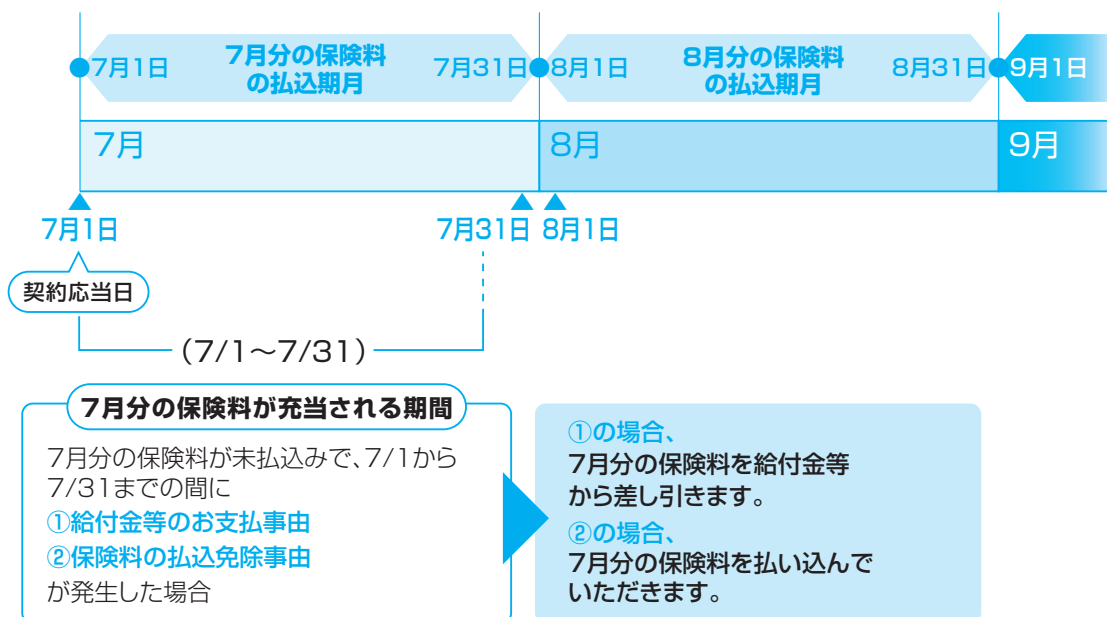 7月1日
7月分の保険料
の払込期月
7月31日
8月1日
8月分の保険料
の払込期月
8月31日
9月1日
7月
8月
9月
7月1日
7月31日
8月1日
契約応当日
（7/1～7/31）
7月分の保険料が充当される期間
7月分の保険料が未払込みで、7/1から
7/31までの間に
①給付金等のお支払事由
②保険料の払込免除事由
が発生した場合
①の場合、
7月分の保険料を給付金等
から差し引きます。
②の場合、
7月分の保険料を払い込んで
いただきます。